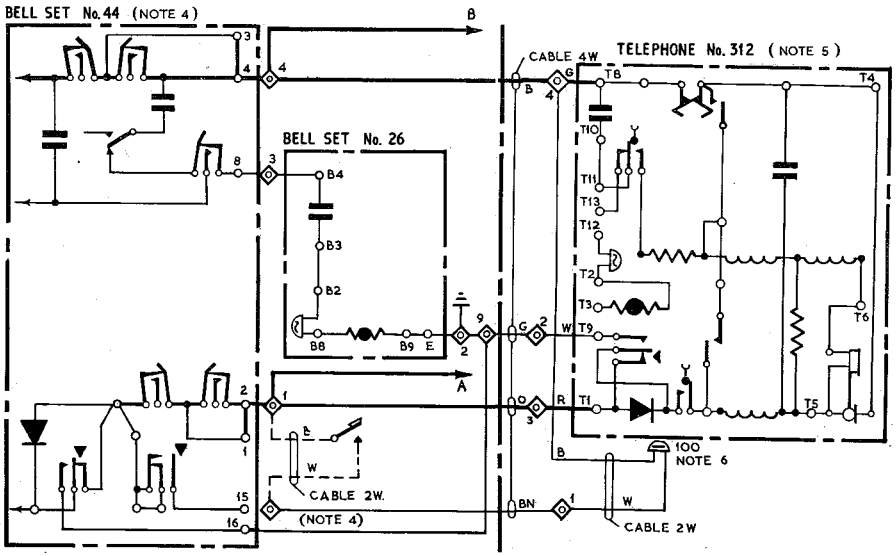 BELL SET No.44 (NOTE 4)
B
3
4
4
CABLE 4W
B
4
G
TELEPHONE No. 312 (NOTE 5)
T8
T4
T10
BELL SET No. 26
8
3
B4
T11
T13
T12
B3
T2
B2
T3
T6
9
G
2
W
T9
B8
B9
E
2
A
2
1
O
3
R
T1
T5
1
B
W
CABLE 2W.
(NOTE 4)
B
100
NOTE 6
15
16
BN
1
W
CABLE 2W